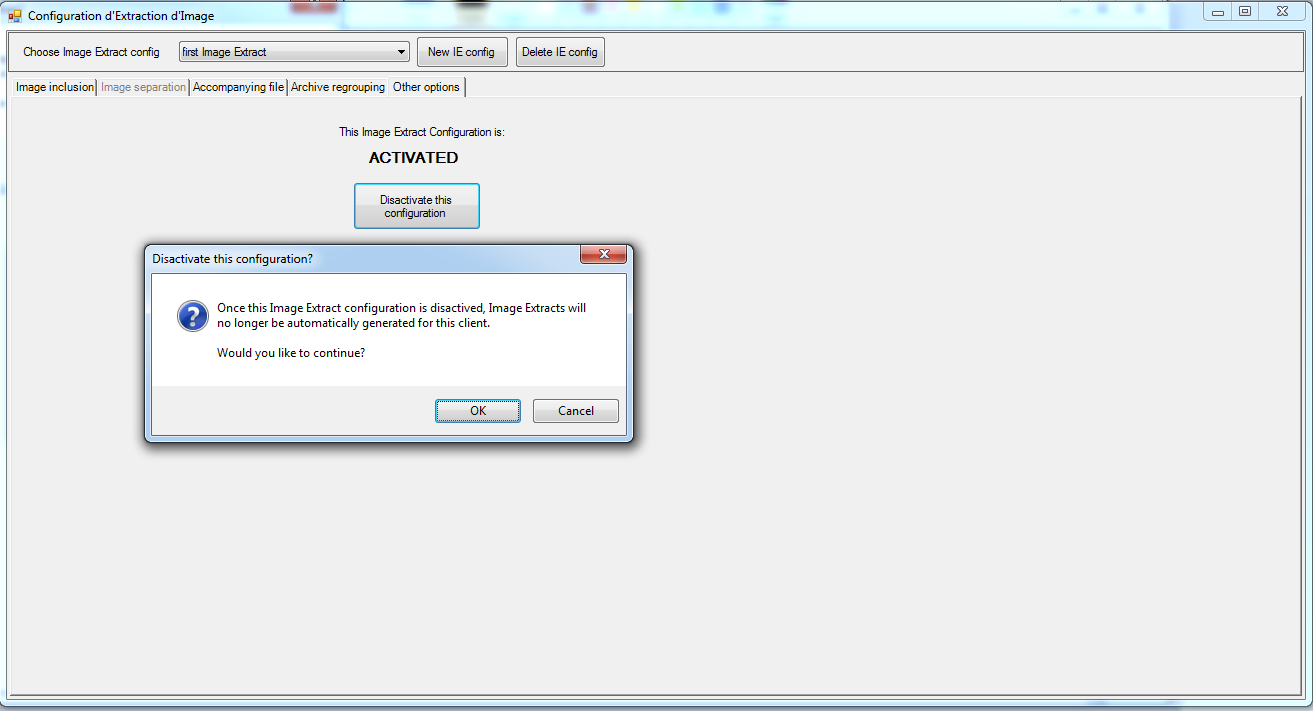 Configuration d'Extraction d'Image
Choose Image Extract config
first Image Extract
New IE config
Delete IE config
Image inclusion
Image separation
Accompanying file
Archive regrouping
Other options
This Image Extract Configuration is:
ACTIVATED
Disactivate this
configuration
Disactivate this configuration?
Once this Image Extract configuration is disactived, Image Extracts will
no longer be automatically generated for this client.
Would you like to continue?
OK
Cancel